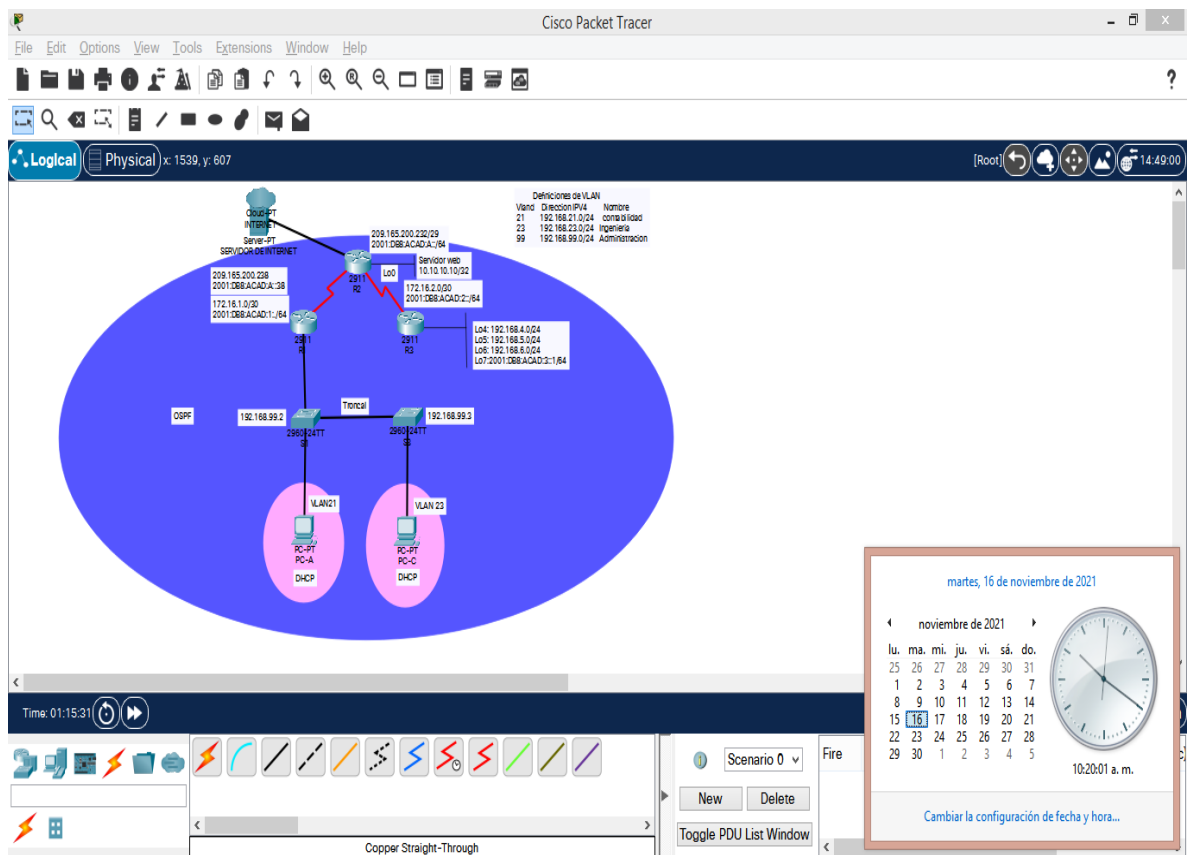 Cisco Packet Tracer
File Edit Options View Tools Extensions Window Help
?
Logical Physical x: 1539, y: 607
[Root] 14:49:00
Cloud-PT
INTERNET
Server-PT
SERVIDOR DE INTERNET
Definiciones de VLAN
Vland Direccion IPV4 Nombre
21 192.168.21.0/24 contabilidad
23 192.168.23.0/24 Ingenieria
99 192.168.99.0/24 Administracion
209.165.200.232/29
2001:DB8:ACAD:A::/64
Servidor web
10.10.10.10/32
2911
R2
Lo0
209.165.200.238
2001:DB8:ACAD:A::38
172.16.2.0/30
2001:DB8:ACAD:2::/64
172.16.1.0/30
2001:DB8:ACAD:1::/64
2911
R1
2911
R3
Lo4: 192.168.4.0/24
Lo5: 192.168.5.0/24
Lo6: 192.168.6.0/24
Lo7:2001:DB8:ACAD:3::1/64
OSPF
192.168.99.2
Troncal
192.168.99.3
2960-24TT
2960-24TT
VLAN21
VLAN 23
PC-PT
PC-A
DHCP
PC-PT
PC-C
DHCP
martes, 16 de noviembre de 2021
noviembre de 2021
lu. ma. mi. ju. vi. sá. do.
25 26 27 28 29 30 31
1 2 3 4 5 6 7
8 9 10 11 12 13 14
15 16 17 18 19 20 21
22 23 24 25 26 27 28
29 30 1 2 3 4 5
10:20:01 a. m.
Cambiar la configuración de fecha y hora...
Time: 01:15:31
Scenario 0
Fire
New Delete
Toggle PDU List Window
Copper Straight-Through